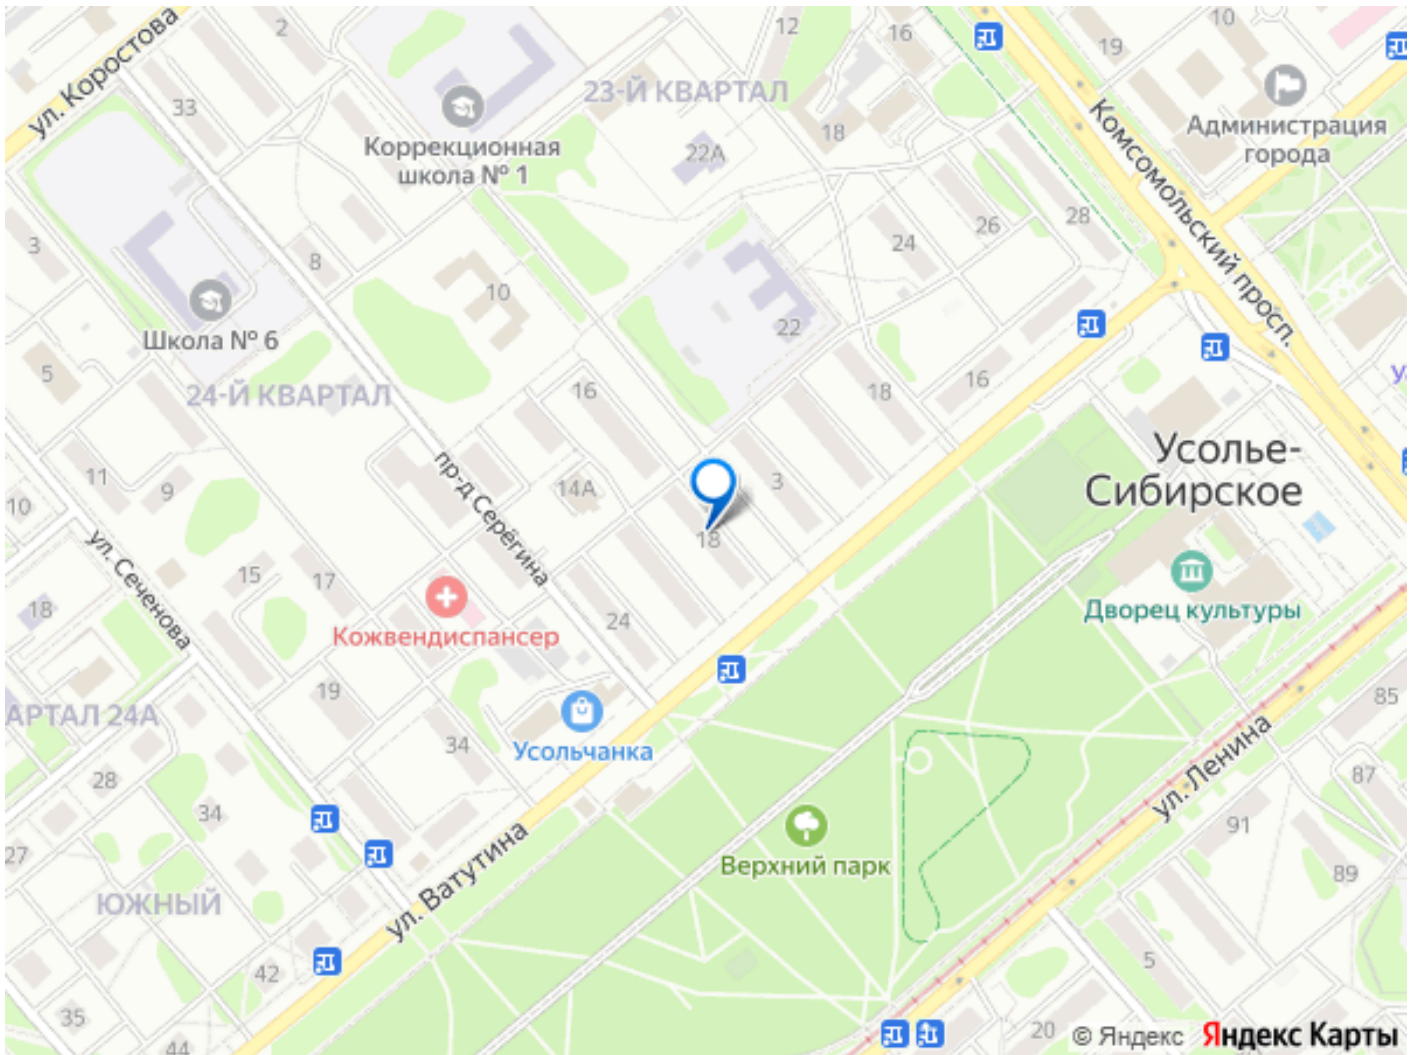 2
12
16
10
19
ул. Коростова
33
23-Й КВАРТАЛ
Комсомольский просп.
Администрация
города
Коррекционная
школа № 1
18
22А
3
8
24
26
28
10
Школа № 6
22
5
24-Й КВАРТАЛ
16
18
16
Усолье-
Сибирское
11
9
10
пр-д Серёгина
14А
3
18
ул. Сеченова
15
17
18
Кожвендиспансер
24
Дворец культуры
АРТАЛ 24А
19
34
Усольчанка
85
ул. Ленина
28
34
87
27
Верхний парк
91
89
ЮЖНЫЙ
ул. Ватутина
42
5
35
44
20
© Яндекс Яндекс Карты